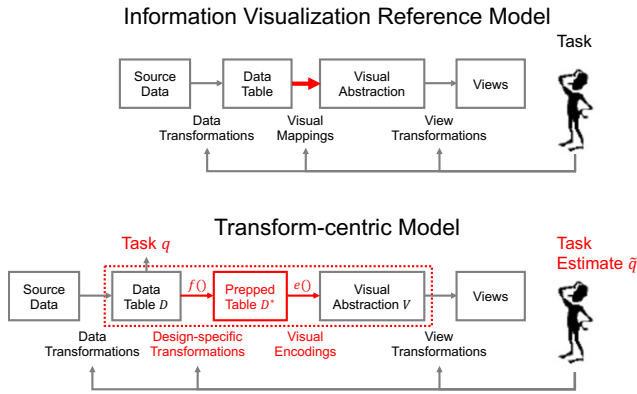 Information Visualization Reference Model
Task
Source
Data
Data
Table
Visual
Abstraction
Views
Data
Transformations
Visual
Mappings
View
Transformations
Transform-centric Model
Task q
Task
Estimate q̃
Source
Data
Data
Table D
f()
Prepped
Table D*
e()
Visual
Abstraction V
Views
Data
Transformations
Design-specific
Transformations
Visual
Encodings
View
Transformations